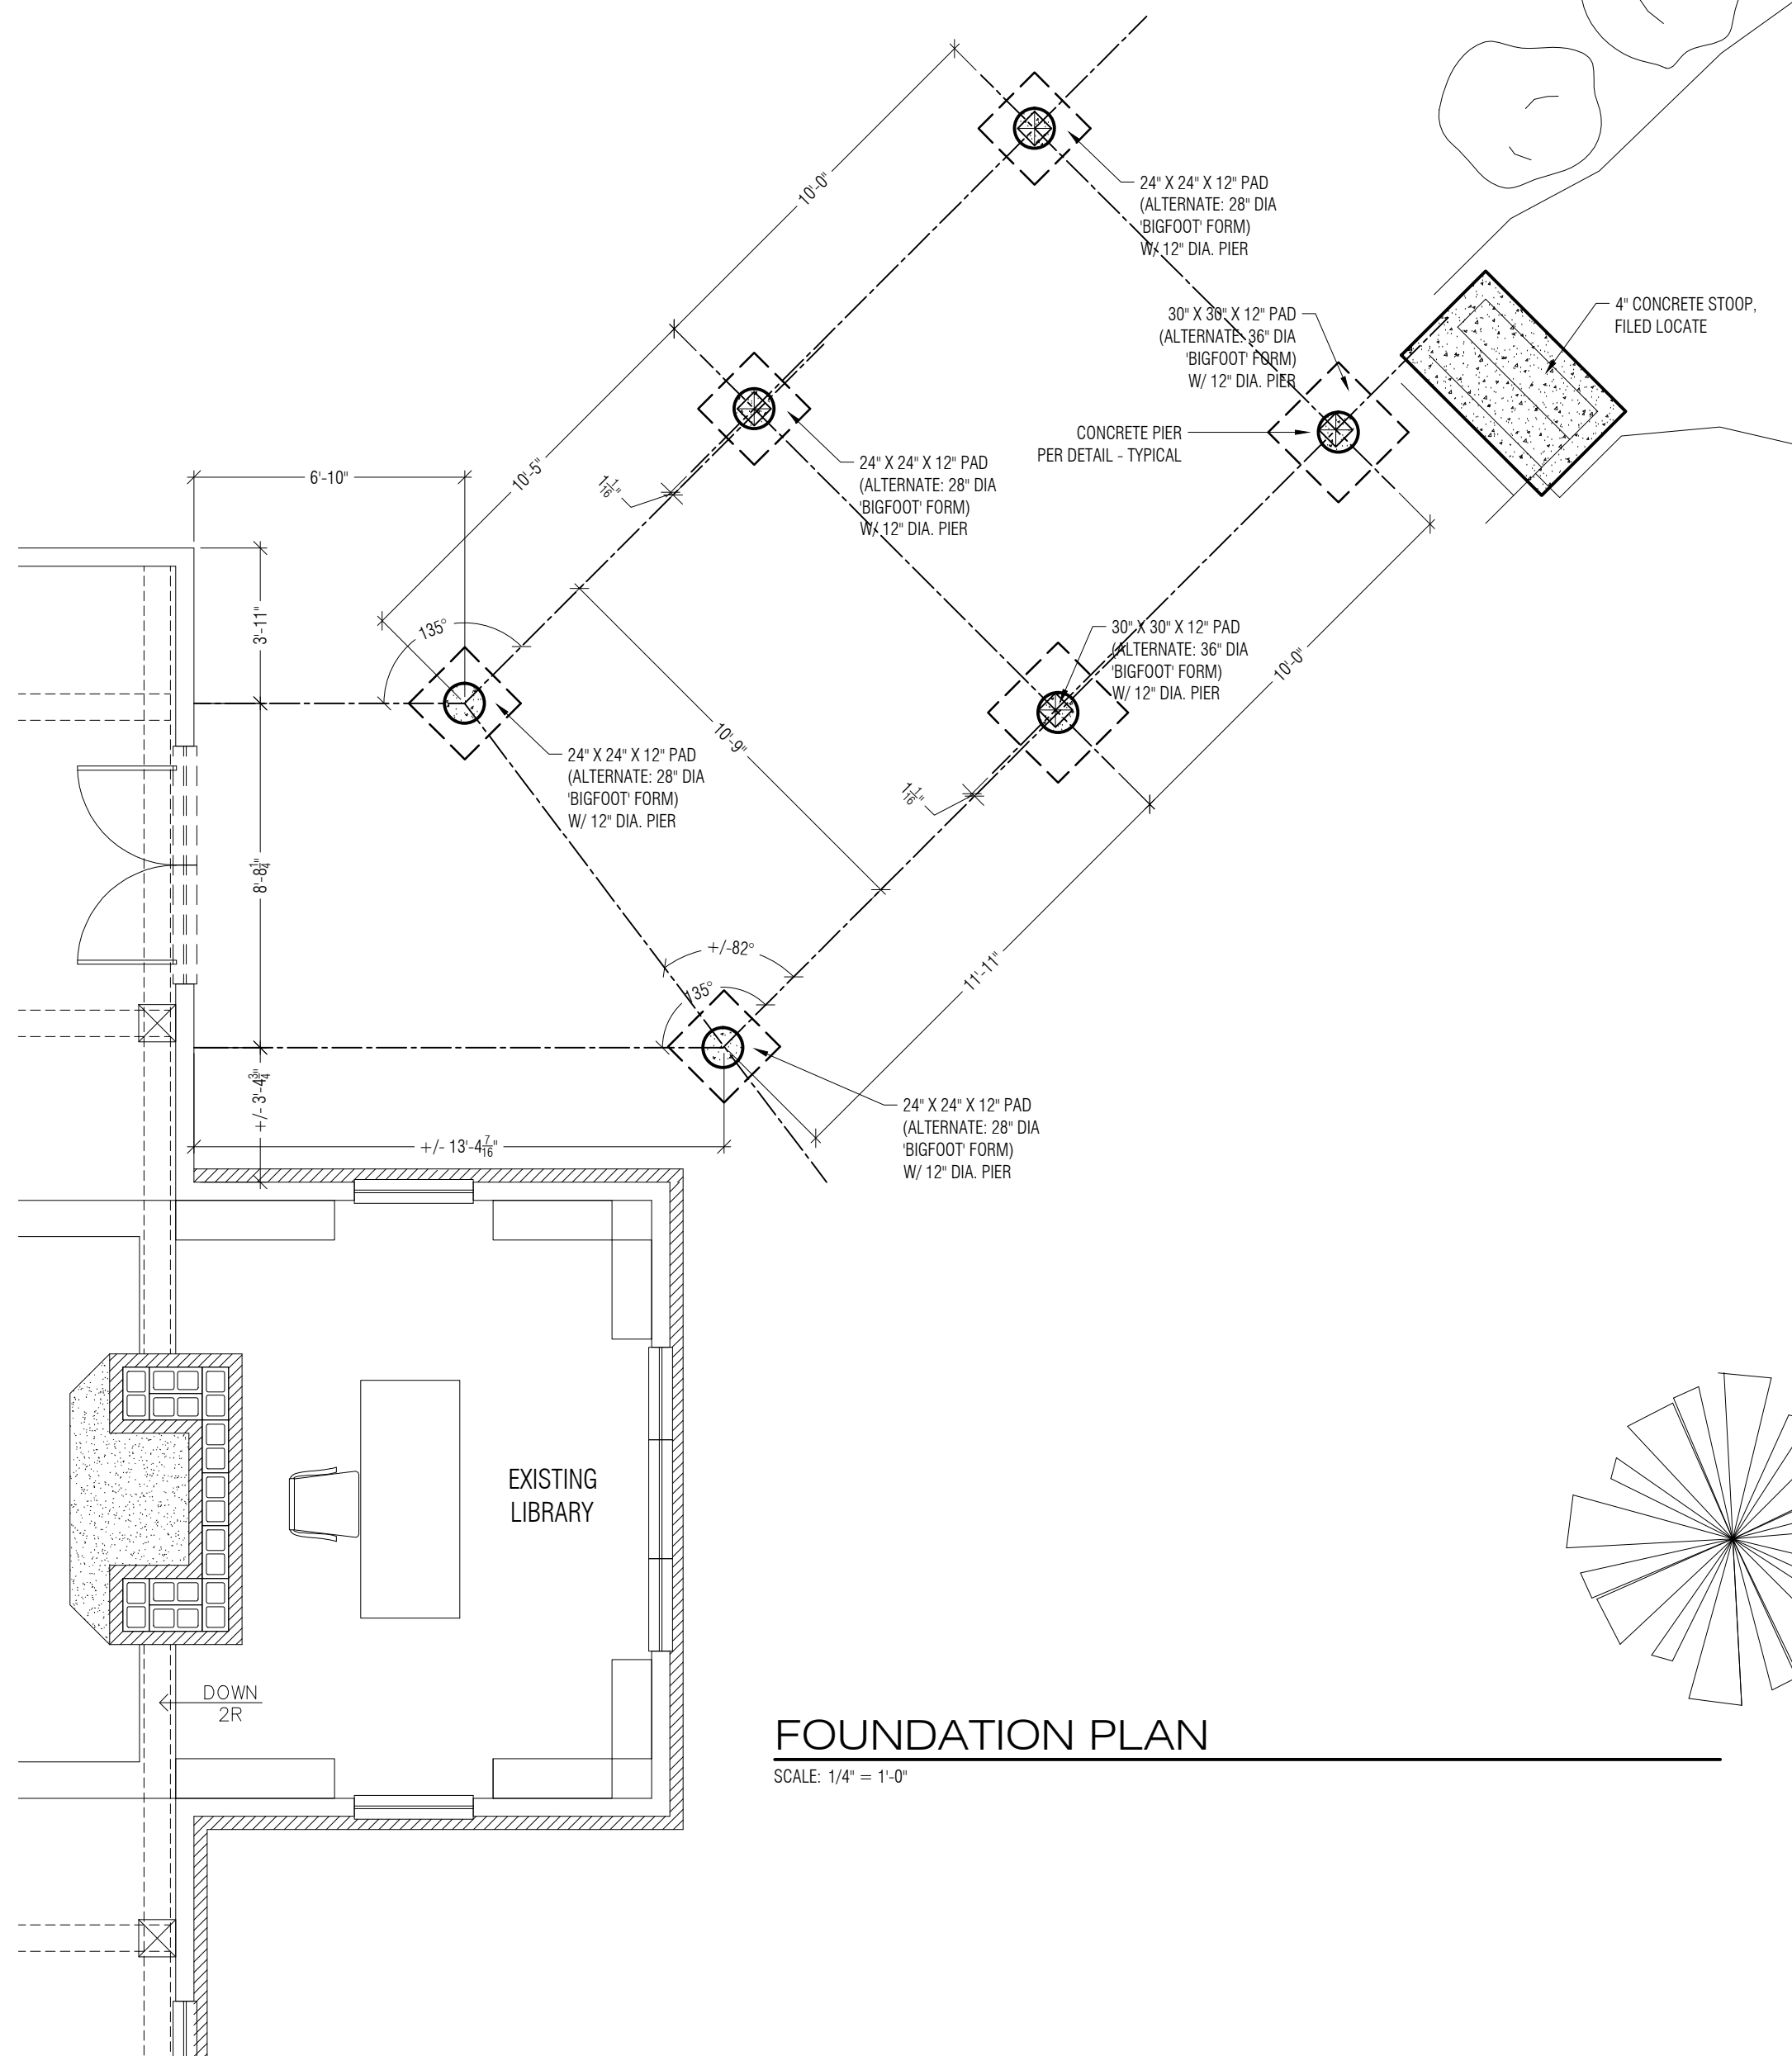 10'-0"
24" X 24" X 12" PAD
(ALTERNATE: 28" DIA
'BIGFOOT' FORM)
W/ 12" DIA. PIER
30" X 30" X 12" PAD
(ALTERNATE: 36" DIA
'BIGFOOT' FORM)
W/ 12" DIA. PIER
4" CONCRETE STOOP,
FILED LOCATE
CONCRETE PIER
PER DETAIL - TYPICAL
10'-5"
6'-10"
1 1/16"
24" X 24" X 12" PAD
(ALTERNATE: 28" DIA
'BIGFOOT' FORM)
W/ 12" DIA. PIER
3'-11"
135°
30" X 30" X 12" PAD
(ALTERNATE: 36" DIA
'BIGFOOT' FORM)
W/ 12" DIA. PIER
10'-0"
10'-9"
24" X 24" X 12" PAD
(ALTERNATE: 28" DIA
'BIGFOOT' FORM)
W/ 12" DIA. PIER
1 1/16"
8'-8 1/4"
+/-82°
135°
11'-11"
+/- 3'-4 3/4"
+/- 13'-4 7/16"
24" X 24" X 12" PAD
(ALTERNATE: 28" DIA
'BIGFOOT' FORM)
W/ 12" DIA. PIER
EXISTING
LIBRARY
DOWN
2R
FOUNDATION PLAN
SCALE: 1/4" = 1'-0"